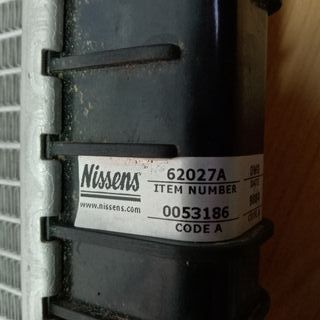 Nissens
www.nissens.com
62027A
ITEM NUMBER
0053186
CODE A